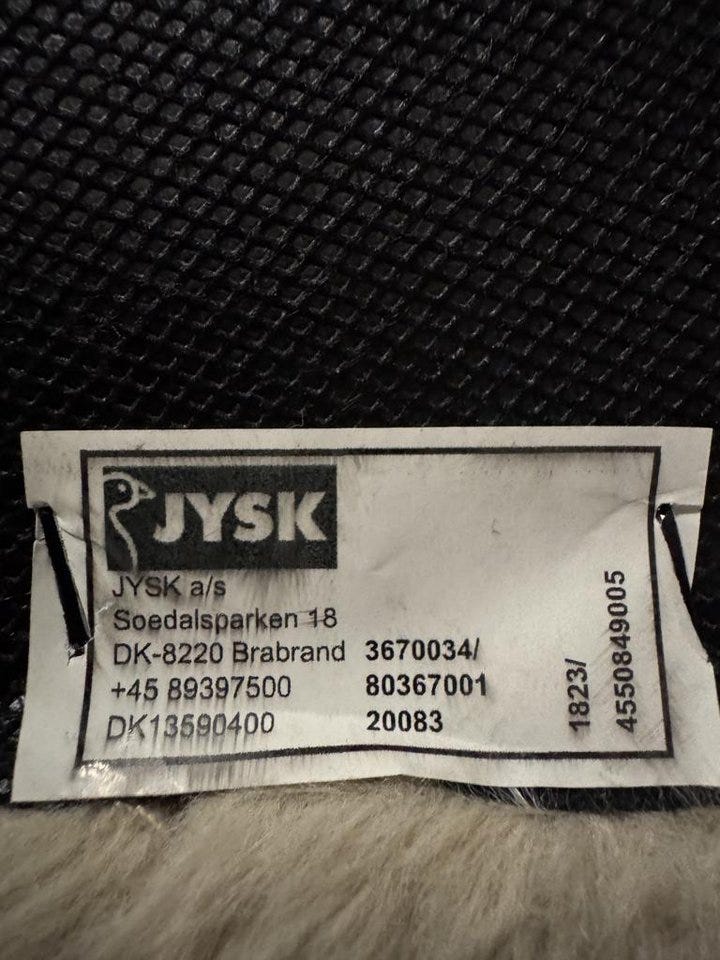 JYSK
JYSK a/s
Soedalsparken 18
DK-8220 Brabrand 3670034/
+45 89397500 80367001
DK13590400 20083
1823/
4550849005